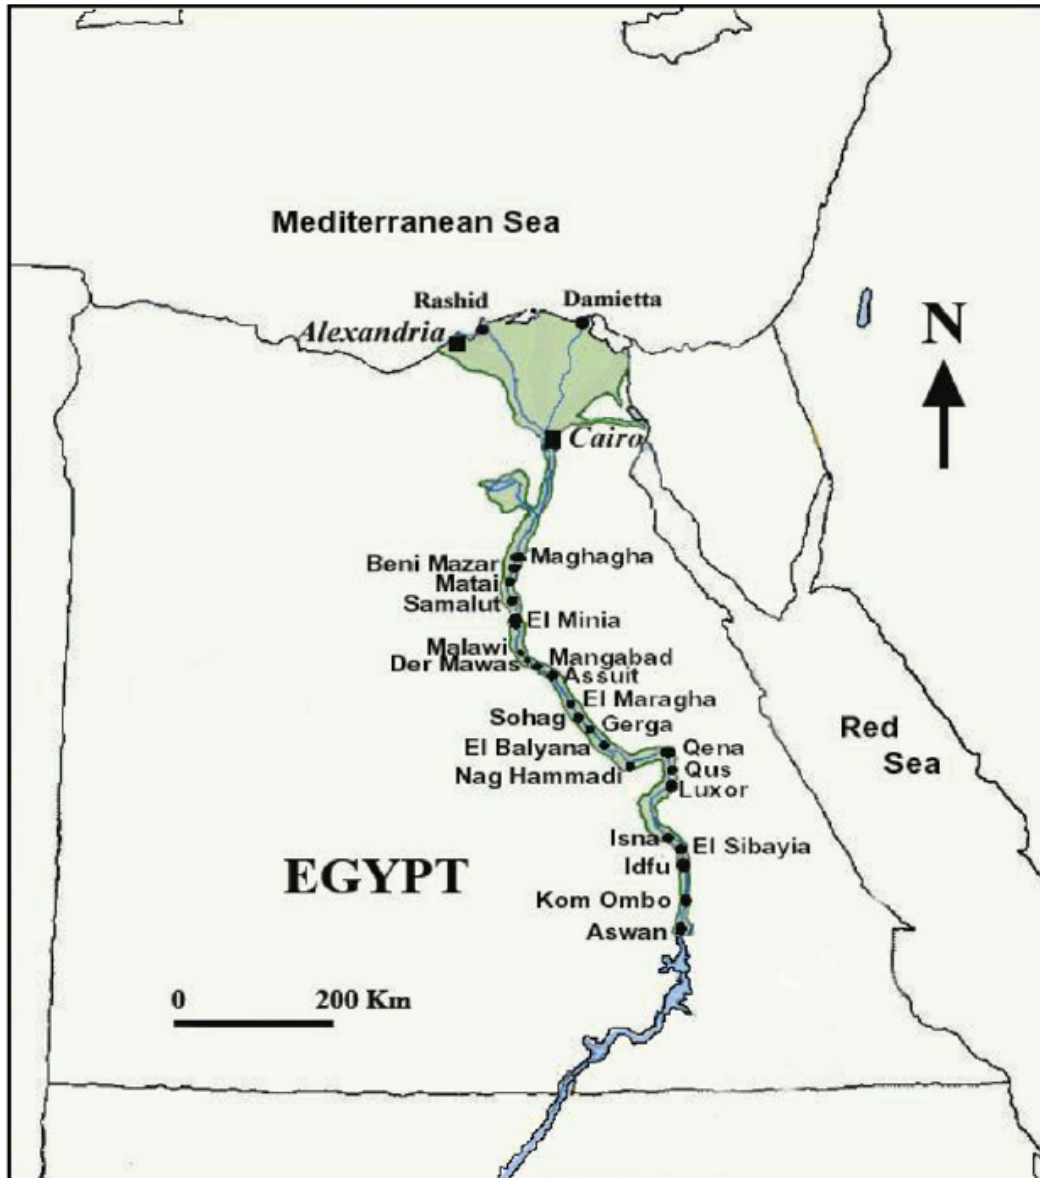 Mediterranean Sea
Rashid
Damietta
Alexandria
N
Cairo
Maghagha
Beni Mazar
Matai
Samalut
El Minia
Malawi
Mangabad
Der Mawas
Assuit
El Maragha
Sohag
Gerga
El Balyana
Qena
Nag Hammadi
Qus
Luxor
Red
Sea
Isna
El Sibayia
Idfu
EGYPT
Kom Ombo
Aswan
0 200 Km